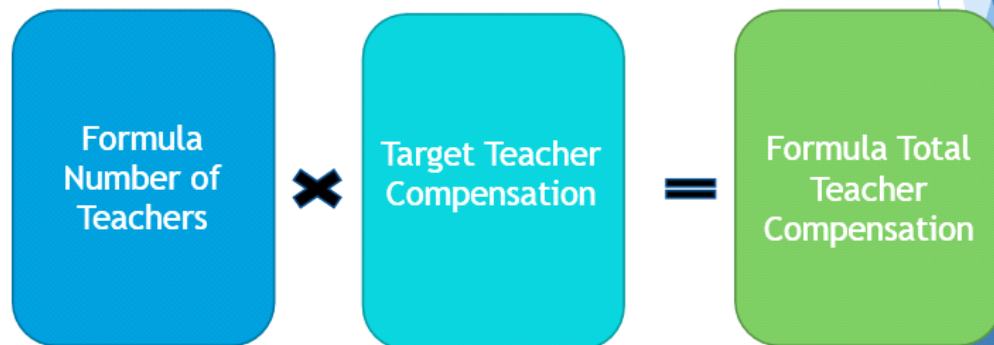 Formula
Number of
Teachers
Target Teacher
Compensation
Formula Total
Teacher
Compensation